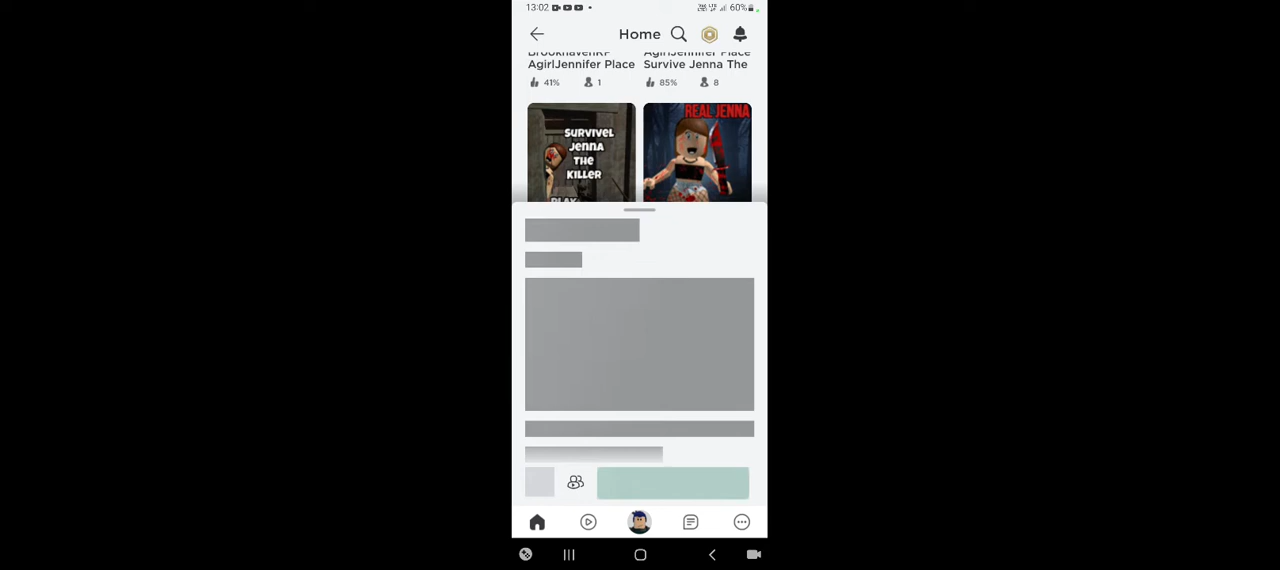 13:02
60%
Home
BrookhavenRP
AgirlJennifer Place
41%
1
AgirlJennifer Place
Survive Jenna The
85%
8
SURVIVEL
JENNA
THE
KILLER
PLAY
REAL JENNA